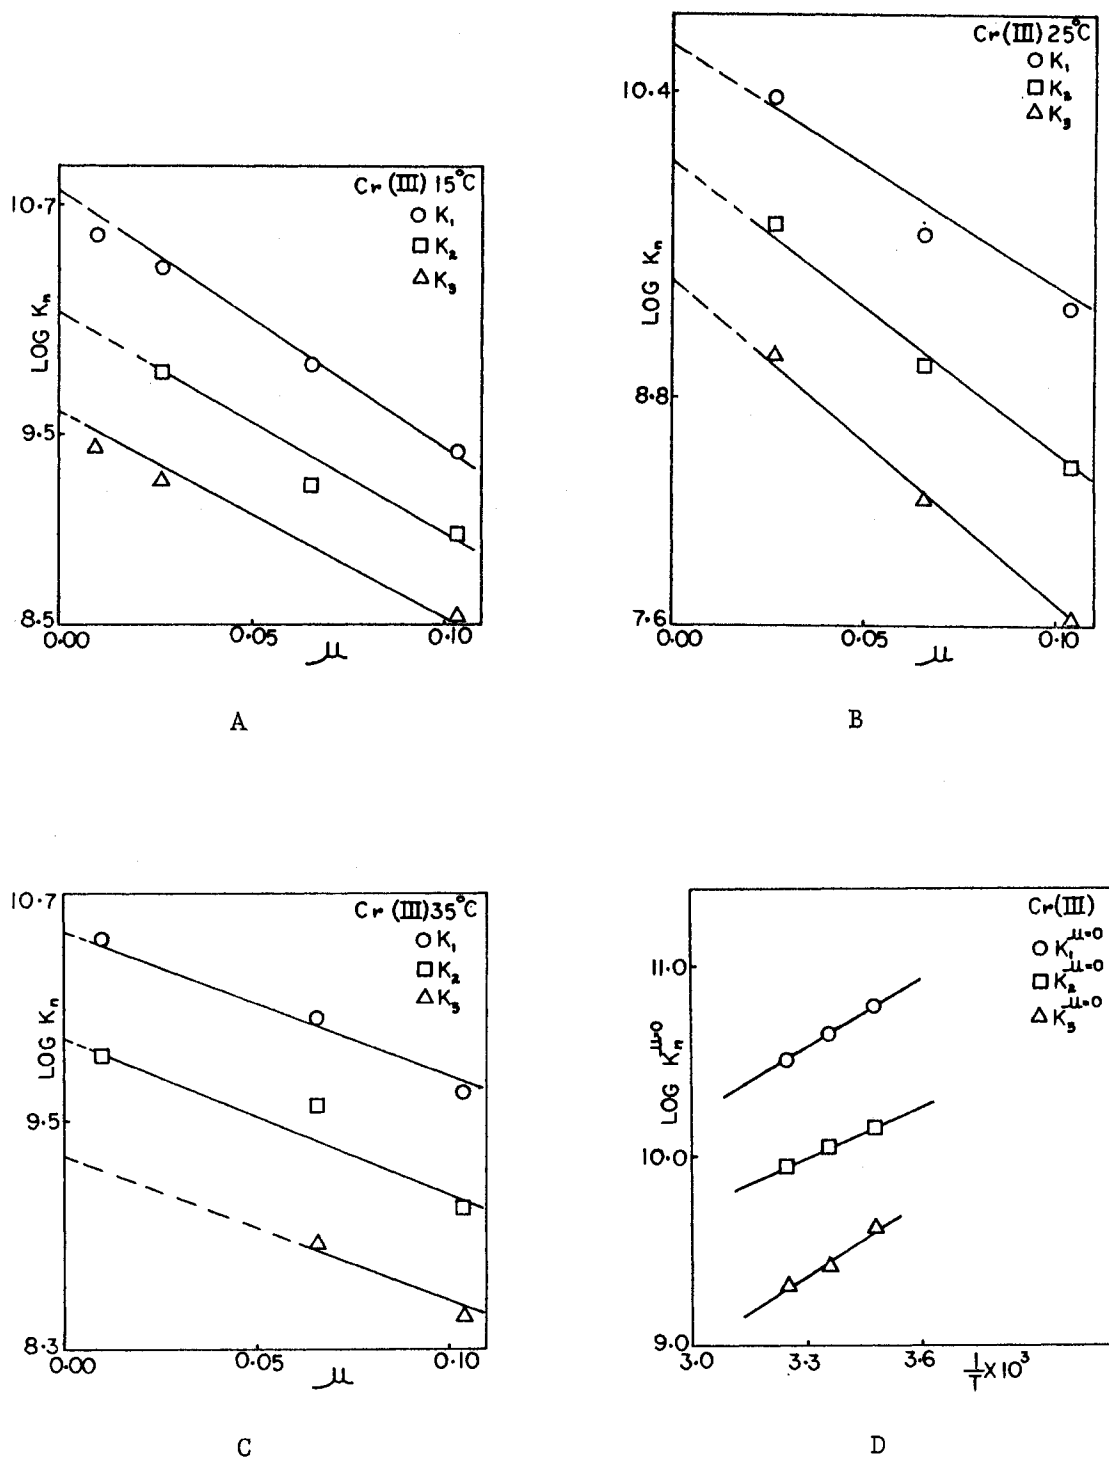 Cr (III) 15°C
K₁
K₂
K₃
10.7
9.5
8.5
LOG Kₙ
0.00 0.05 0.10
μ
A
Cr (III) 25°C
K₁
K₂
K₃
10.4
8.8
7.6
LOG Kₙ
0.00 0.05 0.10
μ
B
Cr (III) 35°C
K₁
K₂
K₃
10.7
9.5
8.3
LOG Kₙ
0.00 0.05 0.10
μ
C
Cr(III)
K₁ μ=0
K₂ μ=0
K₃ μ=0
11.0
10.0
9.0
LOG Kₙ μ=0
3.0 3.3 3.6
1/T ×10³
D